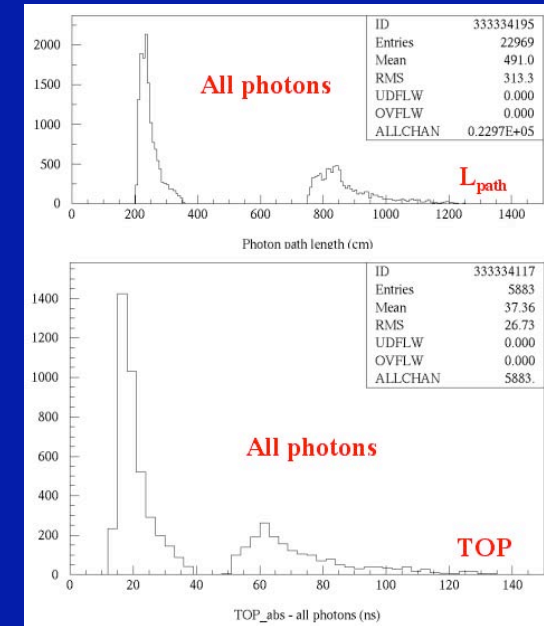 ID 333334195
Entries 22969
Mean 491.0
RMS 313.3
UDFLW 0.000
OVFLW 0.000
ALLCHAN 0.2297E+05
2000
1500
1000
500
0
All photons
L path
0 200 400 600 800 1000 1200 1400
Photon path length (cm)
ID 333334117
Entries 5883
Mean 37.36
RMS 26.73
UDFLW 0.000
OVFLW 0.000
ALLCHAN 5883.
1400
1200
1000
800
600
400
200
0
All photons
TOP
0 20 40 60 80 100 120 140
TOP_abs - all photons (ns)